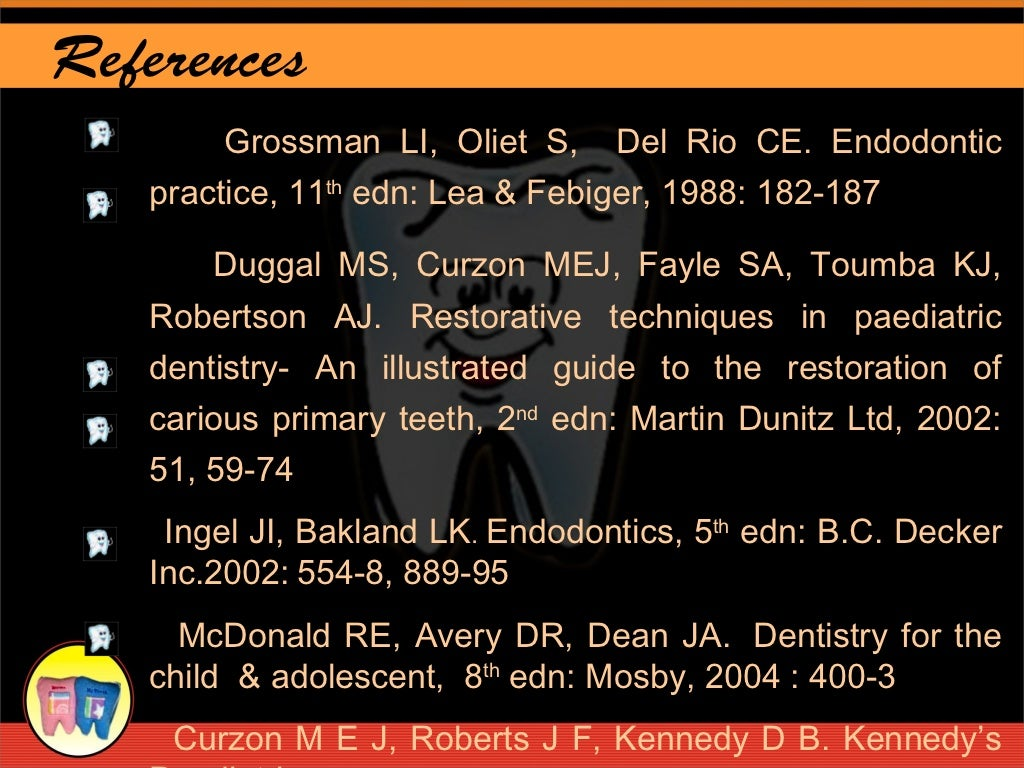 References
Grossman LI, Oliet S, Del Rio CE. Endodontic
practice, 11th edn: Lea & Febiger, 1988: 182-187
Duggal MS, Curzon MEJ, Fayle SA, Toumba KJ,
Robertson AJ. Restorative techniques in paediatric
dentistry- An illustrated guide to the restoration of
carious primary teeth, 2nd edn: Martin Dunitz Ltd, 2002:
51, 59-74
Ingel JI, Bakland LK. Endodontics, 5th edn: B.C. Decker
Inc.2002: 554-8, 889-95
McDonald RE, Avery DR, Dean JA. Dentistry for the
child & adolescent, 8th edn: Mosby, 2004 : 400-3
Curzon M E J, Roberts J F, Kennedy D B. Kennedy’s